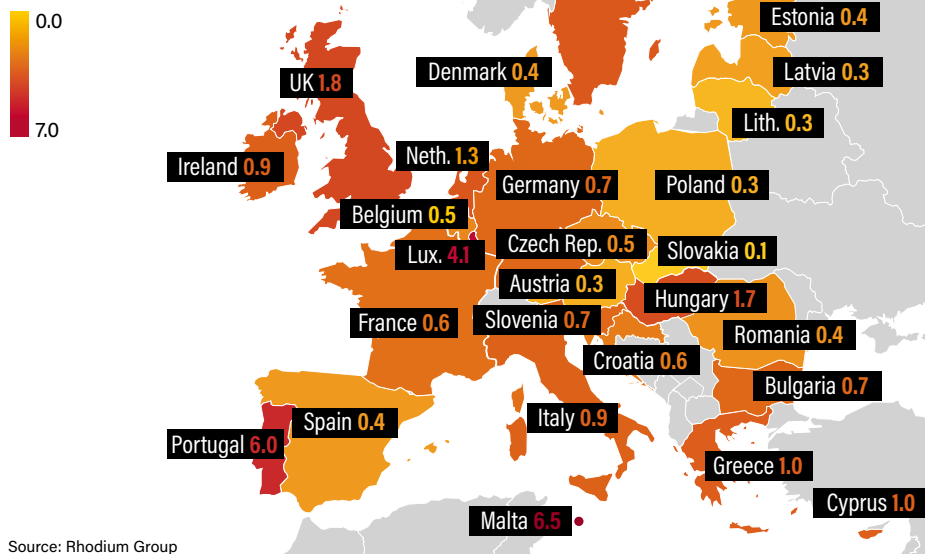 0.0
7.0
Estonia 0.4
Denmark 0.4
Latvia 0.3
UK 1.8
Lith. 0.3
Neth. 1.3
Ireland 0.9
Germany 0.7
Poland 0.3
Belgium 0.5
Czech Rep. 0.5
Slovakia 0.1
Lux. 4.1
Austria 0.3
Hungary 1.7
France 0.6
Slovenia 0.7
Romania 0.4
Croatia 0.6
Bulgaria 0.7
Spain 0.4
Italy 0.9
Portugal 6.0
Greece 1.0
Cyprus 1.0
Malta 6.5
Source: Rhodium Group